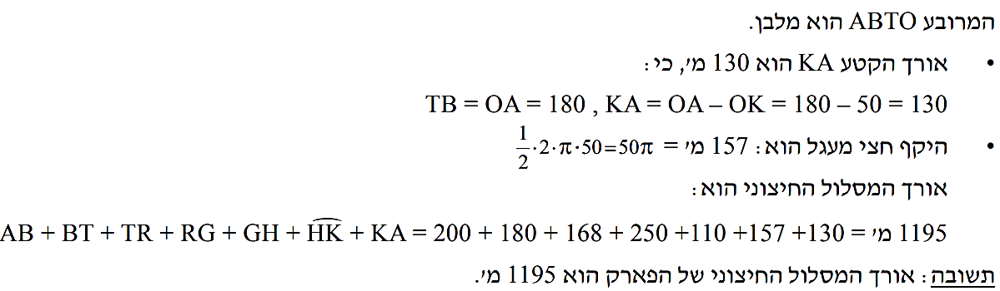 המרובע ABTO הוא מלבן.
• אורך הקטע KA הוא 130 מ', כי:
TB = OA = 180 , KA = OA – OK = 180 – 50 = 130
• היקף חצי מעגל הוא: 157 מ' = $\frac{1}{2}\cdot 2\cdot \pi\cdot 50=50\pi$
אורך המסלול החיצוני הוא:
AB + BT + TR + RG + GH + $\widehat{HK}$ + KA = 200 + 180 + 168 + 250 +110 +157 +130 = 1195 מ'
תשובה: אורך המסלול החיצוני של הפארק הוא 1195 מ'.